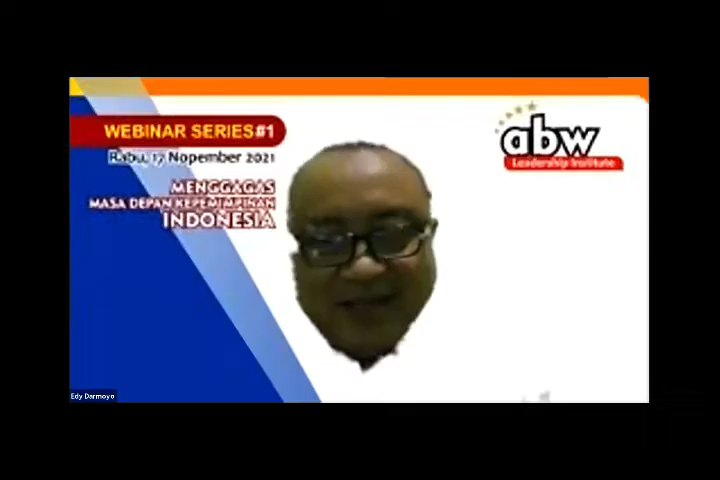 WEBINAR SERIES#1
Rabu, 17 Nopember 2021
MENGGAGAS
MASA DEPAN KEPEMIMPINAN
INDONESIA
abw
Leadership Institute
Edy Darmoyo